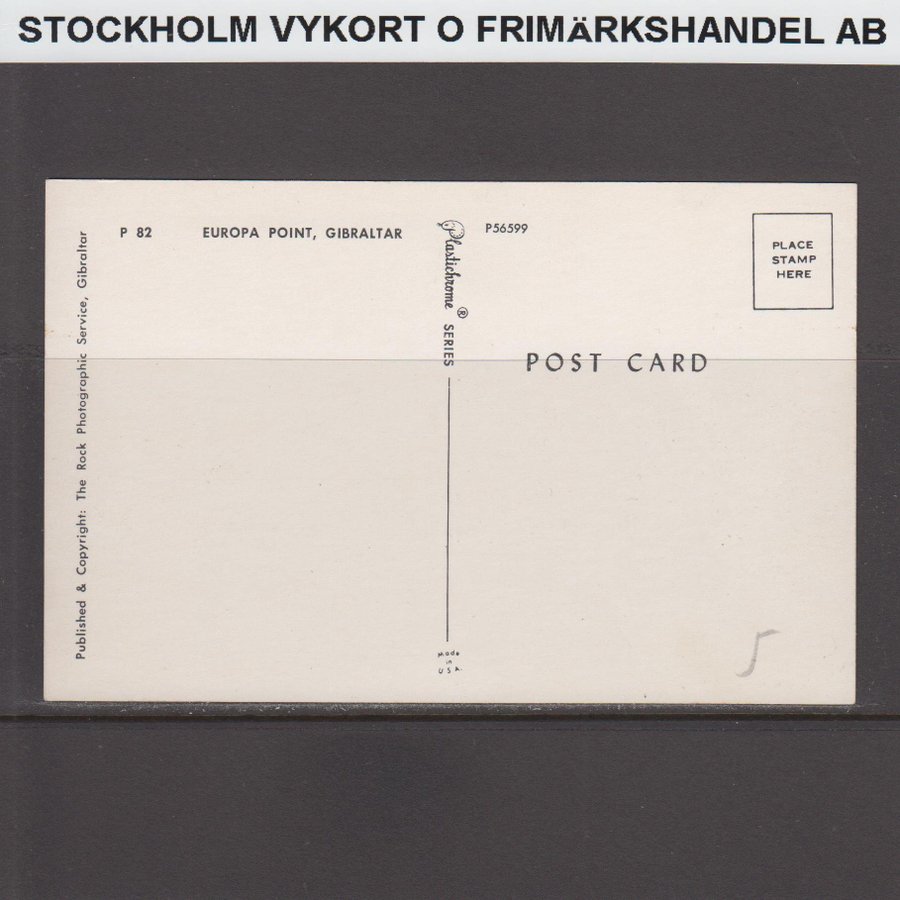 STOCKHOLM VYKORT O FRIMÄRKSHANDEL AB
P 82 EUROPA POINT, GIBRALTAR
Published & Copyright: The Rock Photographic Service, Gibraltar
Plastichrome ® SERIES
Made
in
USA
P56599
PLACE
STAMP
HERE
POST CARD
5